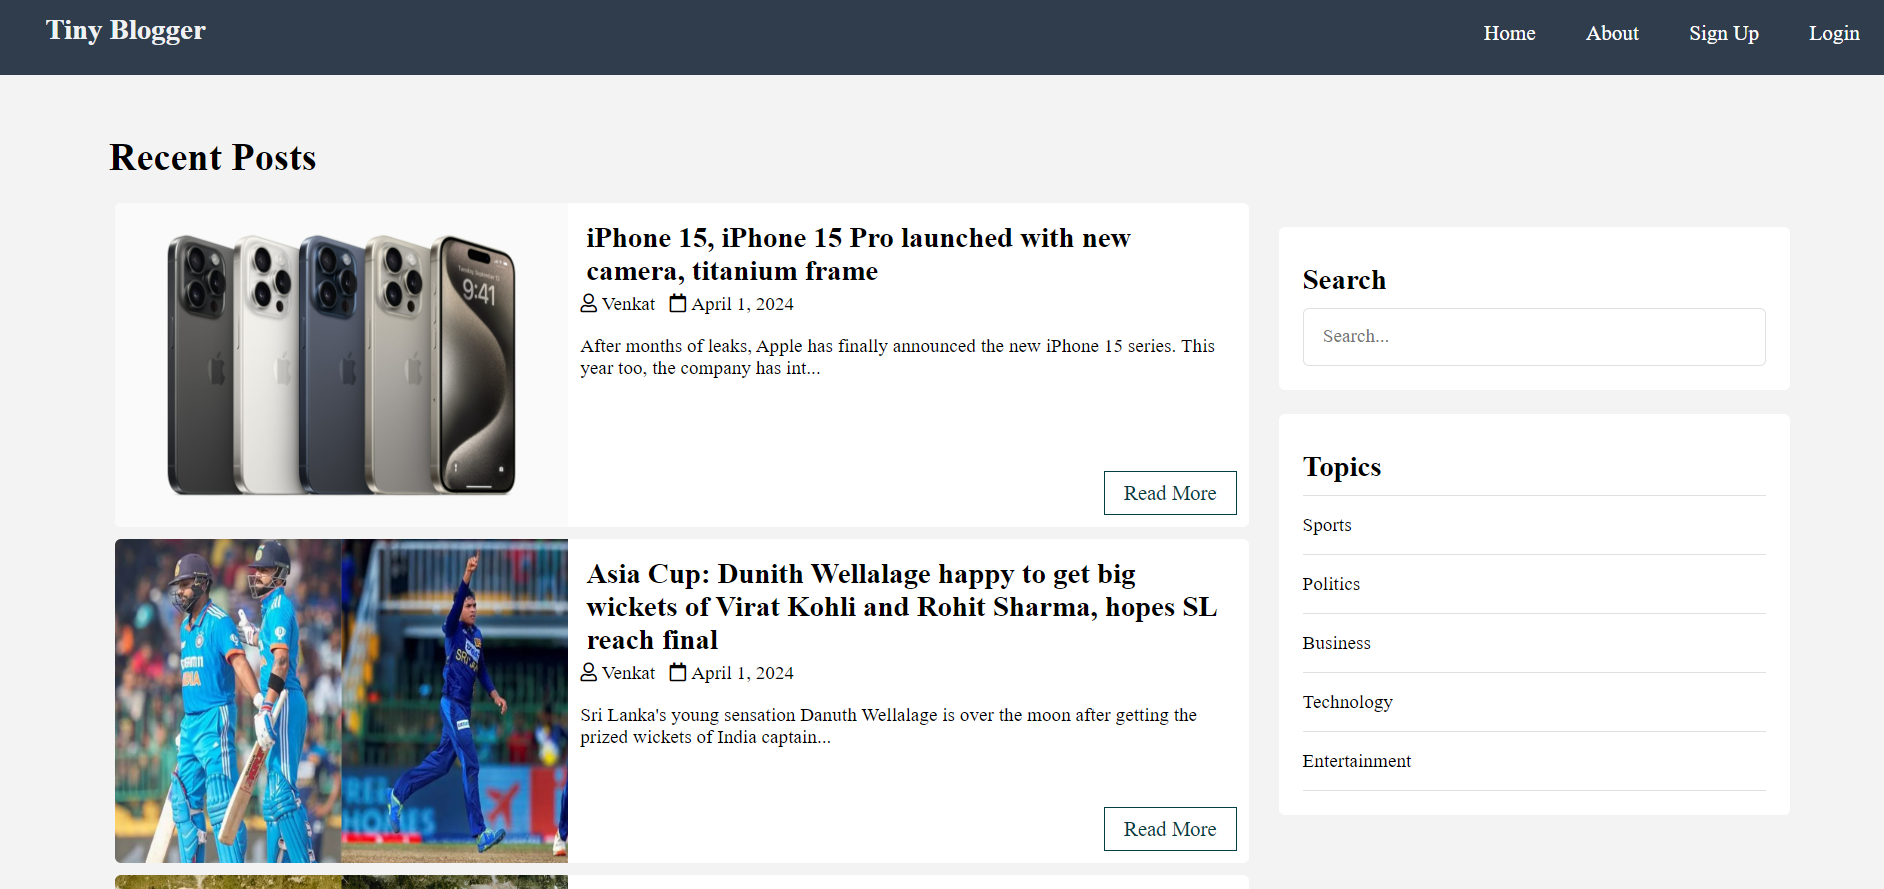 Tiny Blogger
Home
About
Sign Up
Login
Recent Posts
9:41
iPhone 15, iPhone 15 Pro launched with new
camera, titanium frame
Venkat
April 1, 2024
After months of leaks, Apple has finally announced the new iPhone 15 series. This
year too, the company has int...
Read More
Asia Cup: Dunith Wellalage happy to get big
wickets of Virat Kohli and Rohit Sharma, hopes SL
reach final
Venkat
April 1, 2024
Sri Lanka's young sensation Danuth Wellalage is over the moon after getting the
prized wickets of India captain...
Read More
Search
Search...
Topics
Sports
Politics
Business
Technology
Entertainment